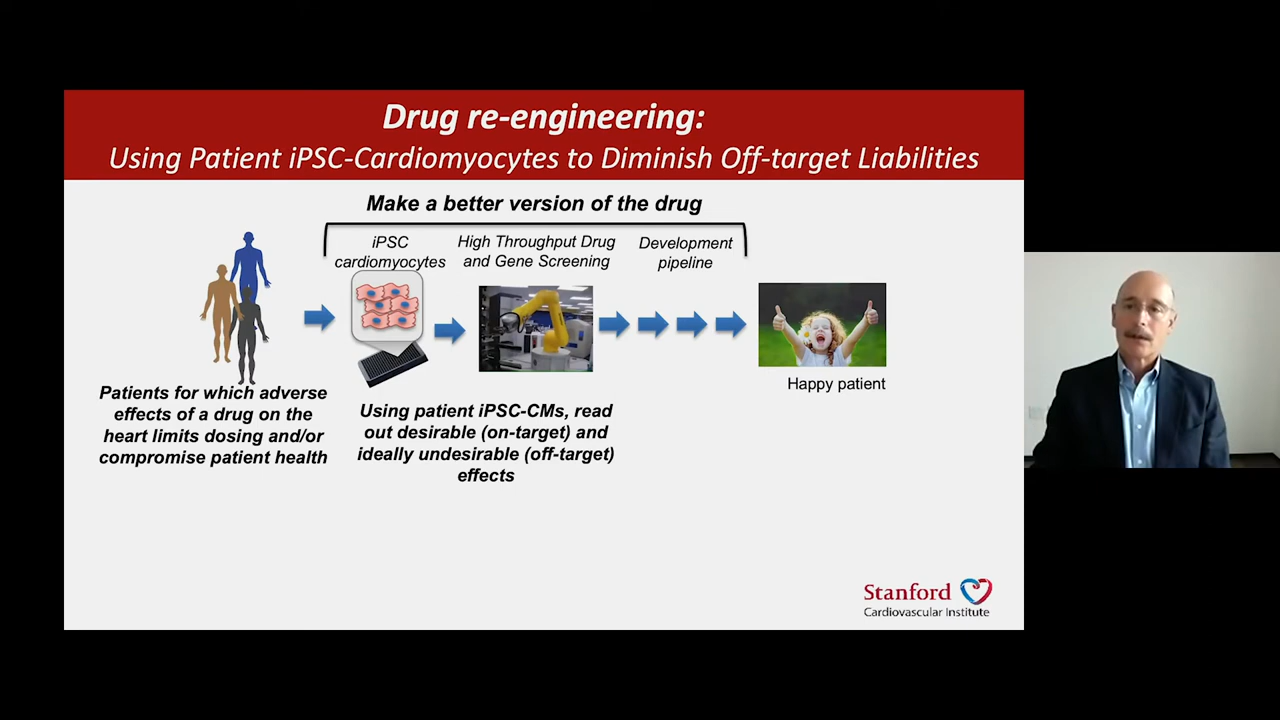 Drug re-engineering:
Using Patient iPSC-Cardiomyocytes to Diminish Off-target Liabilities
Make a better version of the drug
iPSC
cardiomyocytes
High Throughput Drug
and Gene Screening
Development
pipeline
Patients for which adverse
effects of a drug on the
heart limits dosing and/or
compromise patient health
Using patient iPSC-CMs, read
out desirable (on-target) and
ideally undesirable (off-target)
effects
Happy patient
Stanford
Cardiovascular Institute